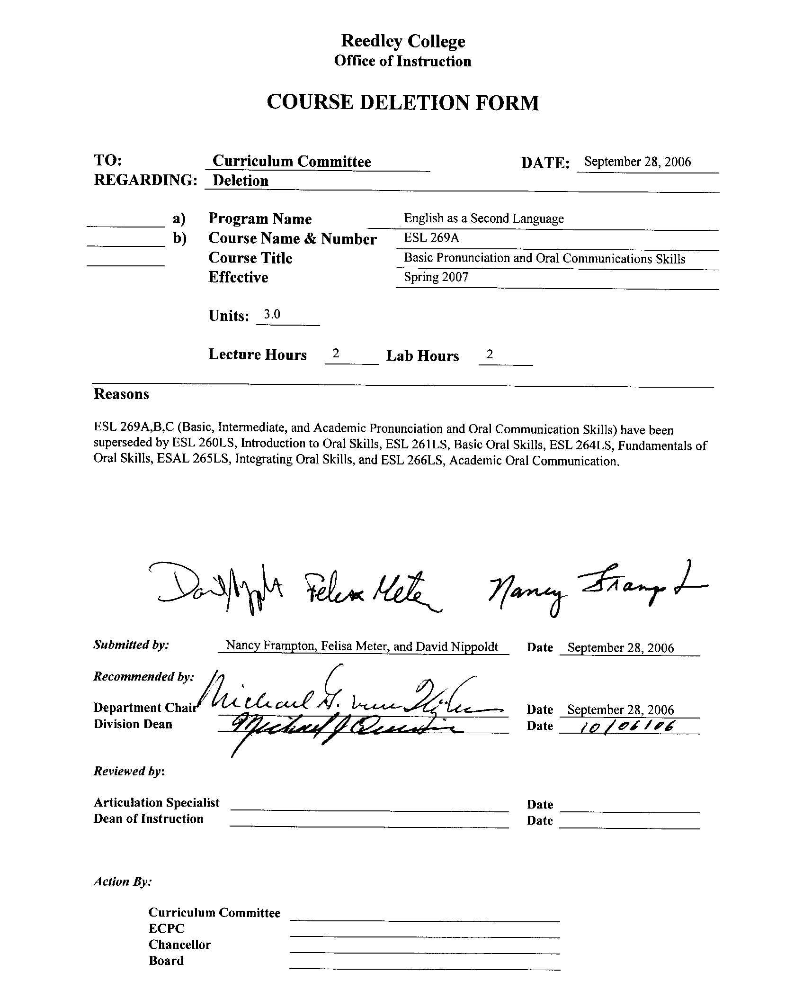 Reedley College
Office of Instruction
COURSE DELETION FORM
TO: Curriculum Committee DATE: September 28, 2006
REGARDING: Deletion
a) Program Name English as a Second Language
b) Course Name & Number ESL 269A
Course Title Basic Pronunciation and Oral Communications Skills
Effective Spring 2007
Units: 3.0
Lecture Hours 2 Lab Hours 2
Reasons
ESL 269A,B,C (Basic, Intermediate, and Academic Pronunciation and Oral Communication Skills) have been
superseded by ESL 260LS, Introduction to Oral Skills, ESL 261LS, Basic Oral Skills, ESL 264LS, Fundamentals of
Oral Skills, ESAL 265LS, Integrating Oral Skills, and ESL 266LS, Academic Oral Communication.
David Felisa Meter Nancy Frampt
Submitted by: Nancy Frampton, Felisa Meter, and David Nippoldt Date September 28, 2006
Recommended by:
Department Chair Michael G. Date September 28, 2006
Division Dean Michael J Date 10/06/06
Reviewed by:
Articulation Specialist Date
Dean of Instruction Date
Action By:
Curriculum Committee
ECPC
Chancellor
Board